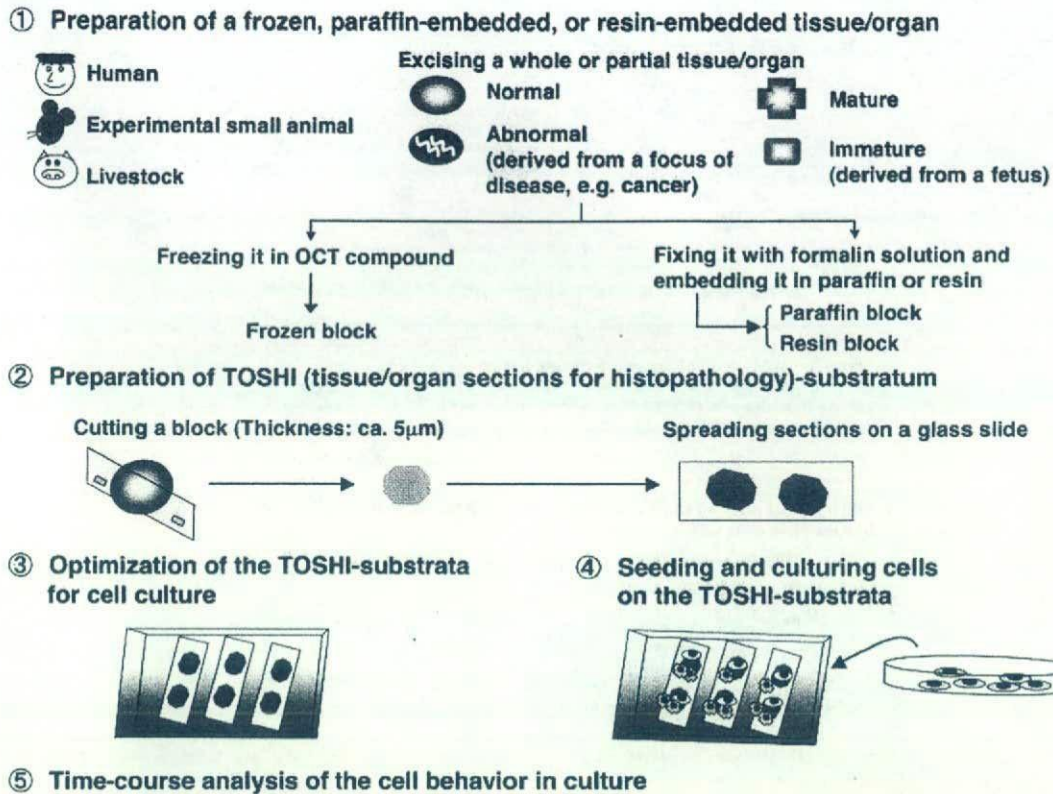 ① Preparation of a frozen, paraffin-embedded, or resin-embedded tissue/organ
Human
Experimental small animal
Livestock
Excising a whole or partial tissue/organ
Normal
Abnormal
(derived from a focus of
disease, e.g. cancer)
Mature
Immature
(derived from a fetus)
Freezing it in OCT compound
Frozen block
Fixing it with formalin solution and
embedding it in paraffin or resin
Paraffin block
Resin block
② Preparation of TOSHI (tissue/organ sections for histopathology)-substratum
Cutting a block (Thickness: ca. 5μm)
Spreading sections on a glass slide
③ Optimization of the TOSHI-substrata
for cell culture
④ Seeding and culturing cells
on the TOSHI-substrata
⑤ Time-course analysis of the cell behavior in culture